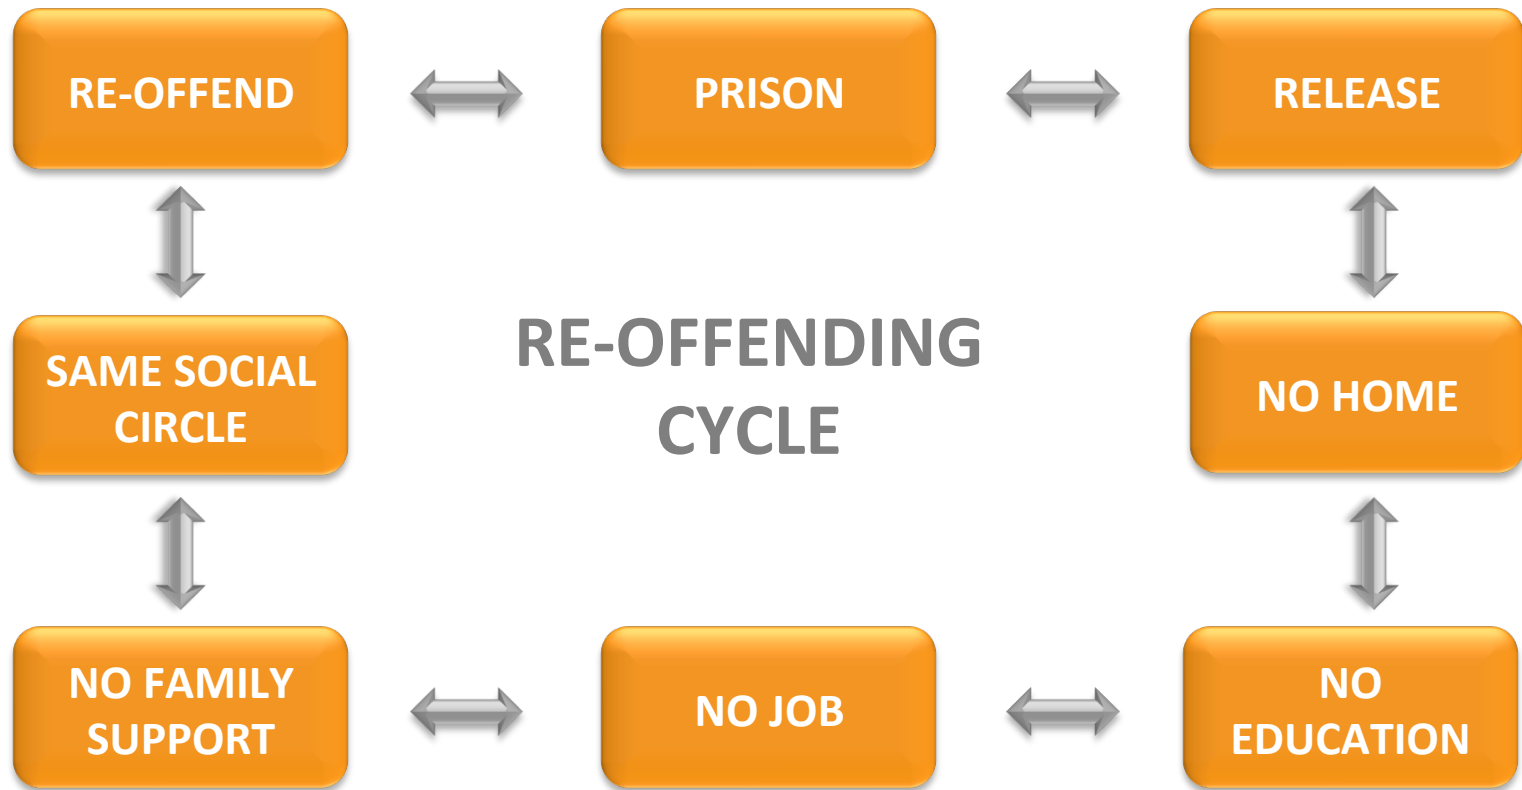 RE-OFFEND
PRISON
RELEASE
SAME SOCIAL
CIRCLE
RE-OFFENDING
CYCLE
NO HOME
NO FAMILY
SUPPORT
NO JOB
NO
EDUCATION